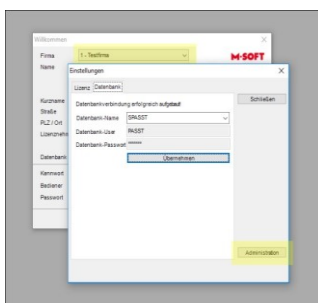 Willkommen
Firma 1 - Testfirma
M-SOFT
Name
Einstellungen
Lizenz Datenbank
Schließen
Kurzname
Datenbankverbindung erfolgreich aufgebaut!
Straße
Datenbank-Name SPASST
PLZ / Ort
Datenbank-User PASST
Lizenznehm
Datenbank-Passwort ******
Übernehmen
Datenbank
Kennwort
Bediener
Passwort
Administration